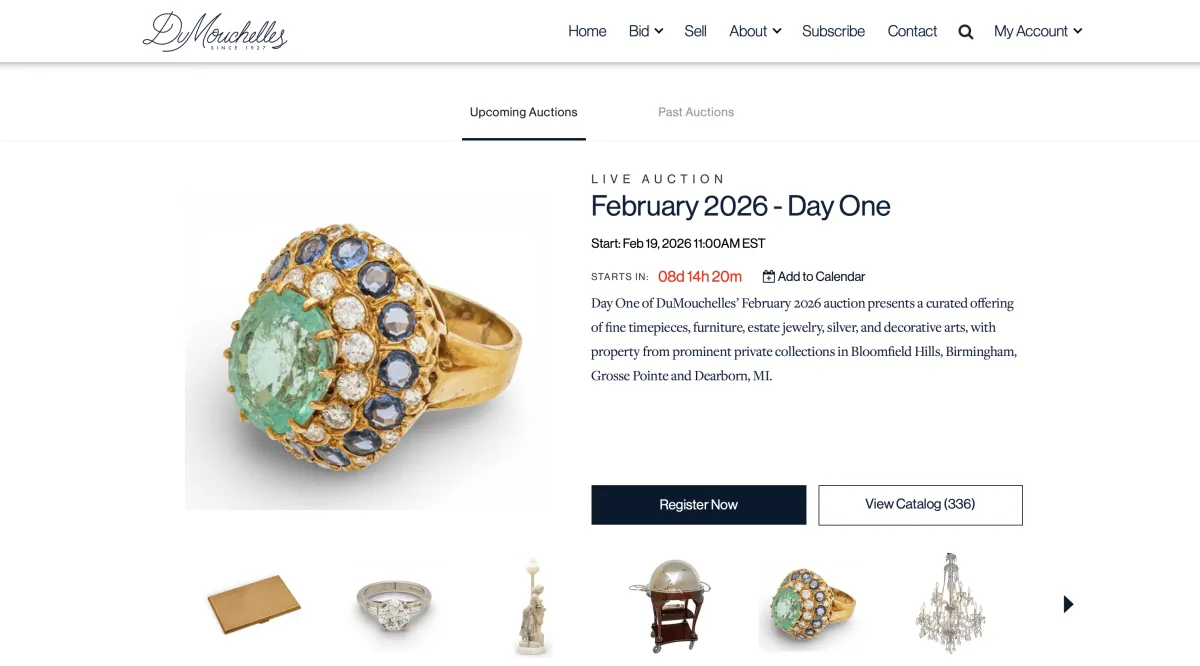 DuMouchelles
SINCE 1937
Home Bid Sell About Subscribe Contact My Account
Upcoming Auctions Past Auctions
LIVE AUCTION
February 2026 - Day One
Start: Feb 19, 2026 11:00AM EST
STARTS IN: 08d 14h 20m Add to Calendar
Day One of DuMouchelles’ February 2026 auction presents a curated offering
of fine timepieces, furniture, estate jewelry, silver, and decorative arts, with
property from prominent private collections in Bloomfield Hills, Birmingham,
Grosse Pointe and Dearborn, MI.
Register Now View Catalog (336)